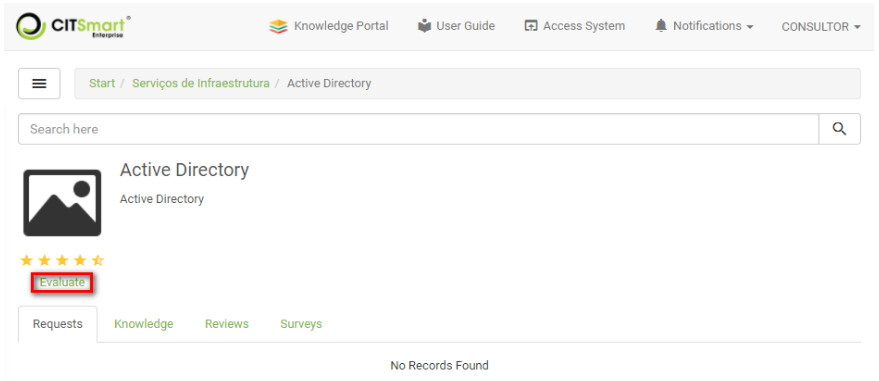 CITSmart®
Enterprise
Knowledge Portal User Guide Access System Notifications CONSULTOR
Start / Serviços de Infraestrutura / Active Directory
Search here
Active Directory
Active Directory
Evaluate
Requests Knowledge Reviews Surveys
No Records Found